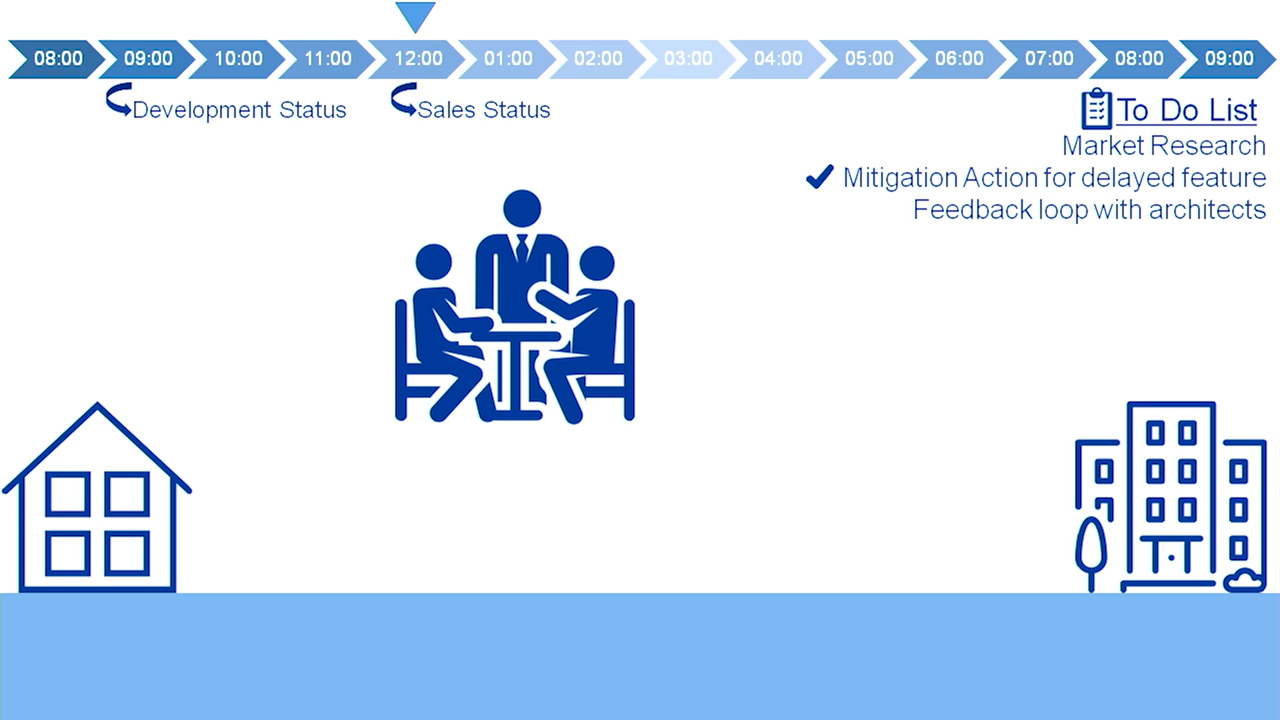 08:00 09:00 10:00 11:00 12:00 01:00 02:00 03:00 04:00 05:00 06:00 07:00 08:00 09:00
Development Status
Sales Status
To Do List
Market Research
Mitigation Action for delayed feature
Feedback loop with architects